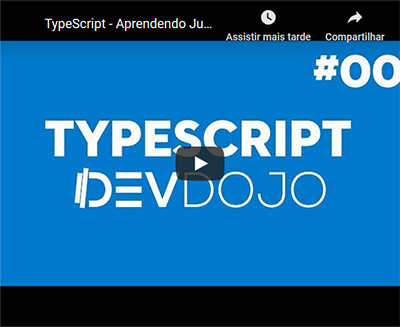 TypeScript - Aprendendo Ju...
Assistir mais tarde
Compartilhar
#00
TYPESCRIPT
DEVDOJO